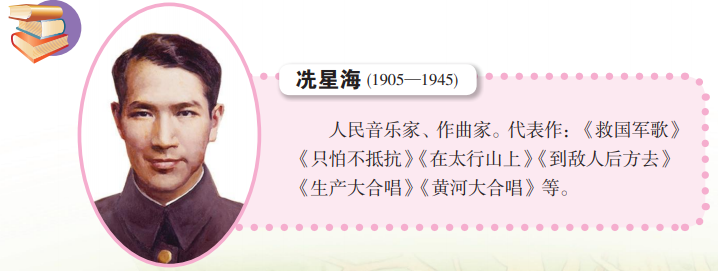 冼星海 (1905—1945)
人民音乐家、作曲家。代表作：《救国军歌》
《只怕不抵抗》《在太行山上》《到敌人后方去》
《生产大合唱》《黄河大合唱》等。